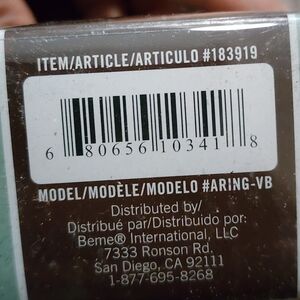 ITEM/ARTICLE/ARTICULO #183919
6 80656 10341 8
MODEL/MODÈLE/MODELO #ARING-VB
Distributed by/
Distribué par/Distribuido por:
Beme® International, LLC
7333 Ronson Rd.
San Diego, CA 92111
1-877-695-8268